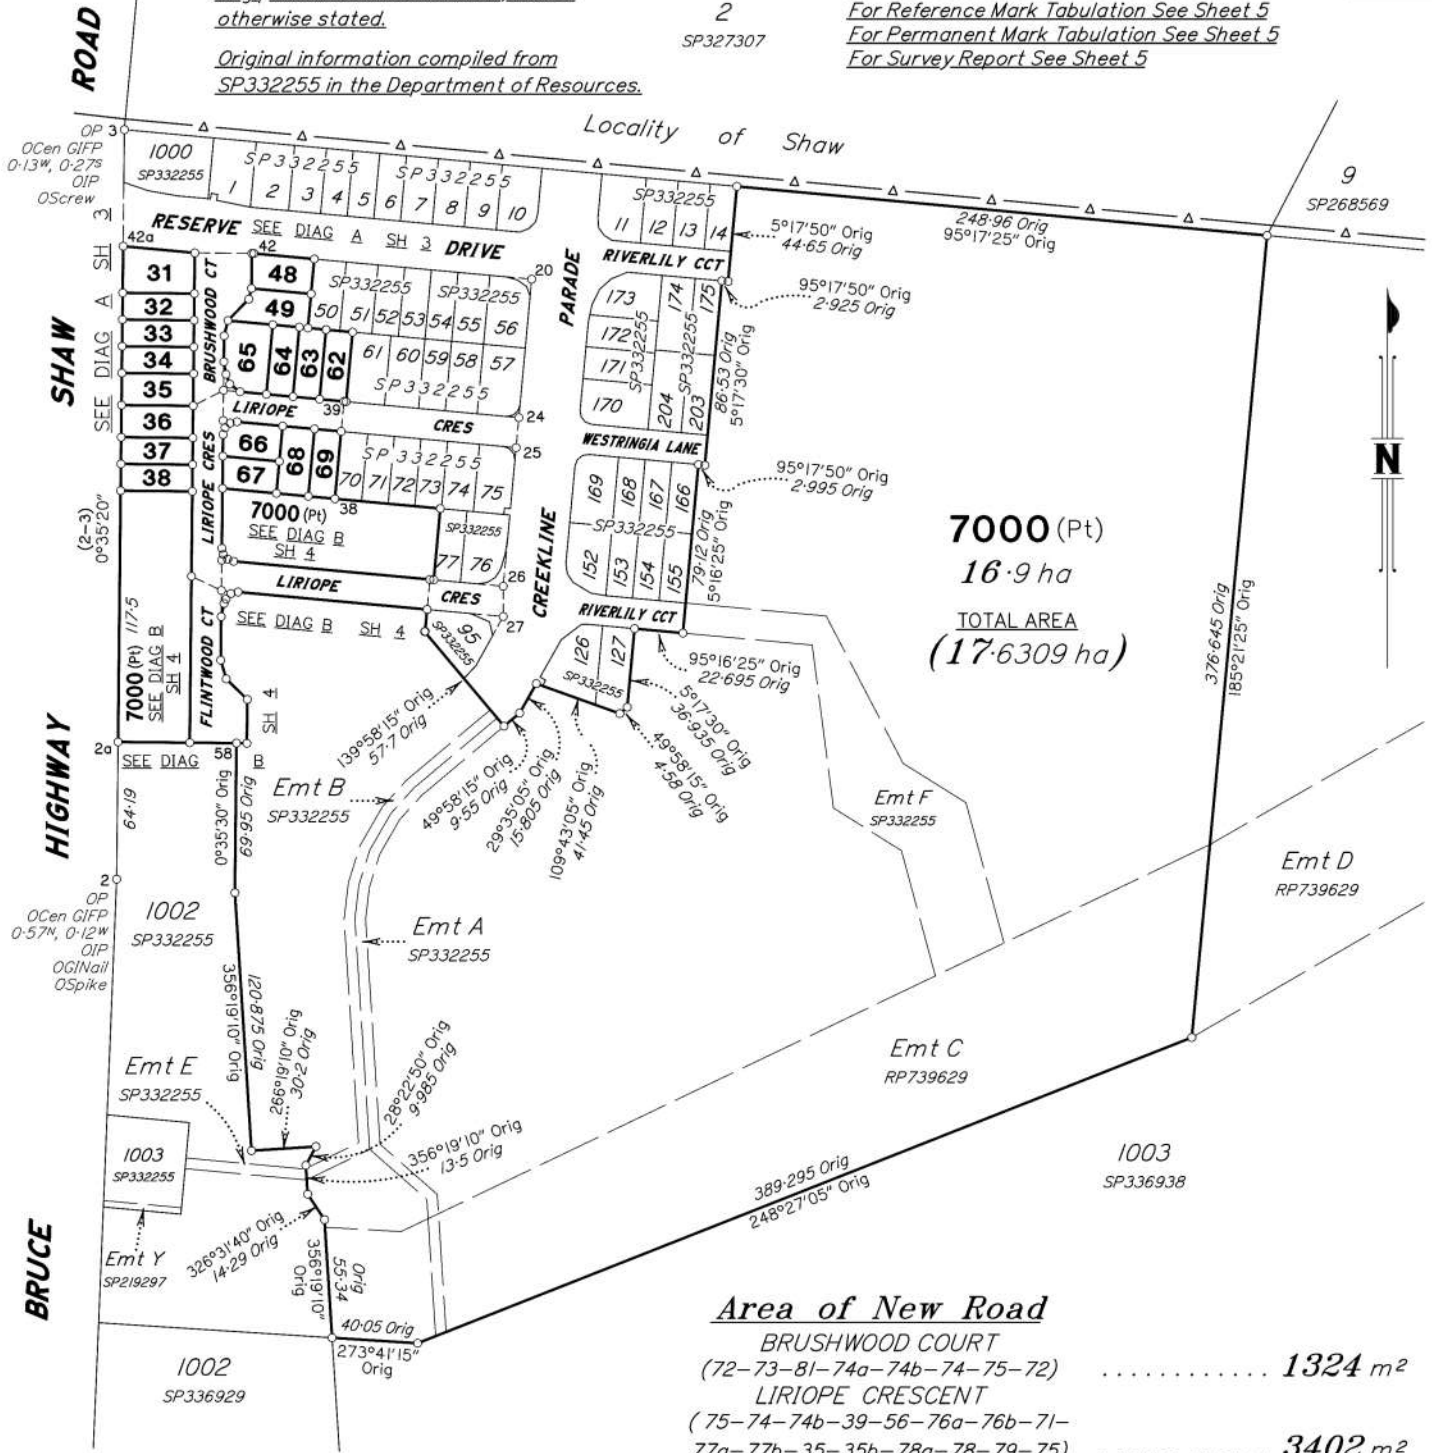 otherwise stated.
Original information compiled from
SP332255 in the Department of Resources.
2
SP327307
For Reference Mark Tabulation See Sheet 5
For Permanent Mark Tabulation See Sheet 5
For Survey Report See Sheet 5
ROAD
Locality of Shaw
OP 3
OCen GIFP
0·13W, 0·27S
OIP
OScrew
1000
SP332255
SP332255
1 2 3 4 5
SP332255
6 7 8 9 10
SP332255
11 12 13 14
248·96 Orig
95°17'25" Orig
9
SP268569
5°17'50" Orig
44·65 Orig
RESERVE SEE DIAG A SH 3 DRIVE
PARADE
RIVERLILY CCT
95°17'50" Orig
2·925 Orig
SHAW
SEE DIAG A SH 3
42a
31
32
33
34
35
36
37
38
BRUSHWOOD CT
42
48
49
SP332255
SP332255
20
50 51 52 53 54 55 56
65 64 63 62
61 60 59 58 57
SP332255
24
LIRIOPE
39
CRES
25
LIRIOPE CRES
66
67
68
69
SP332255
70 71 72 73 74 75
38
7000 (Pt)
SEE DIAG B
SH 4
SP332255
77 76
26
LIRIOPE
CRES
27
SEE DIAG B SH 4
95
SP332255
173
172
171
170
SP332255
174 175
SP332255
204 203
86·53 Orig
5°17'30" Orig
WESTRINGIA LANE
95°17'50" Orig
2·995 Orig
169 168 167 166
SP332255
152 153 154 155
79·12 Orig
5°16'25" Orig
CREEKLINE
RIVERLILY CCT
126 127
SP332255
95°16'25" Orig
22·695 Orig
5°17'30" Orig
36·935 Orig
49°58'15" Orig
4·58 Orig
109°43'05" Orig
41·45 Orig
29°35'05" Orig
15·805 Orig
49°58'15" Orig
9·55 Orig
139°58'15" Orig
57·7 Orig
7000 (Pt)
16·9 ha
TOTAL AREA
(17·6309 ha)
376·645 Orig
185°21'25" Orig
N
(2-3)
0°35'20"
7000 (Pt) 117·5
SEE DIAG B
SH 4
FLINTWOOD CT
SH 4
2a
SEE DIAG
58
B
HIGHWAY
64·19
0°35'30" Orig
69·56 Orig
Emt B
SP332255
Emt F
SP332255
Emt D
RP739629
2
OP
OCen GIFP
0·57N, 0·12W
OIP
OGINail
OSpike
1002
SP332255
Emt A
SP332255
356°19'10" Orig
120·875 Orig
266°19'10" Orig
30·2 Orig
28°22'50" Orig
9·985 Orig
Emt C
RP739629
Emt E
SP332255
1003
SP332255
356°19'10" Orig
13·5 Orig
1003
SP336938
389·295 Orig
248°27'05" Orig
Emt Y
SP219297
326°31'40" Orig
14·29 Orig
356°19'10"
Orig
55·34
Orig
BRUCE
40·05 Orig
273°41'15"
Orig
1002
SP336929
Area of New Road
BRUSHWOOD COURT
(72-73-81-74a-74b-74-75-72) ............ 1324 m²
LIRIOPE CRESCENT
(75-74-74b-39-56-76a-76b-71-
77a-77b-35-35b-78a-78-79-75) 3402 m²